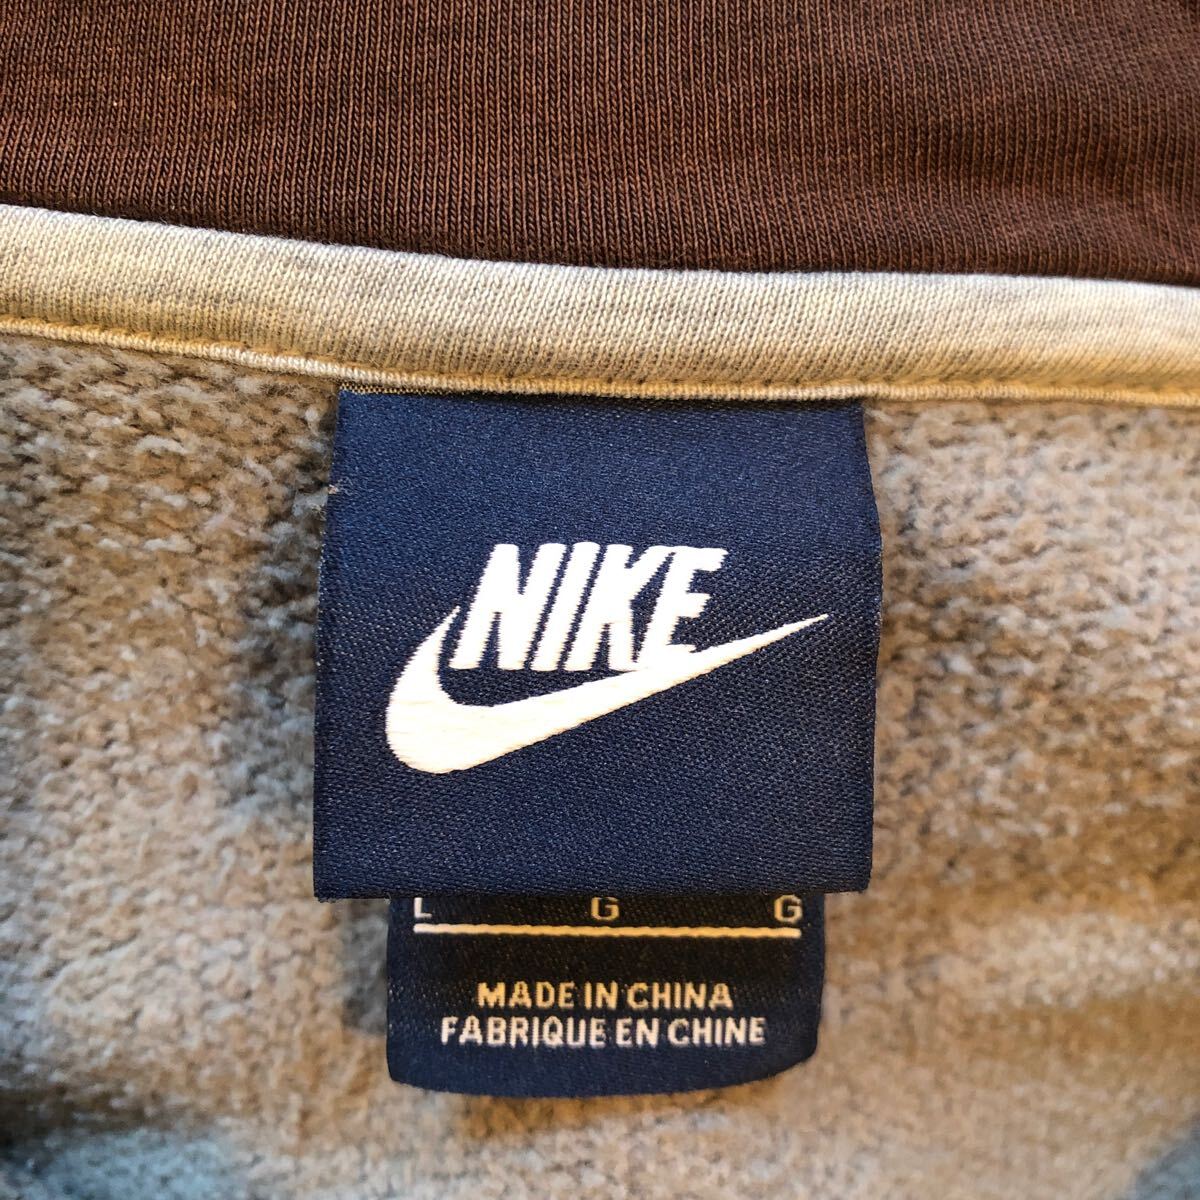 NIKE
L G G
MADE IN CHINA
FABRIQUE EN CHINE